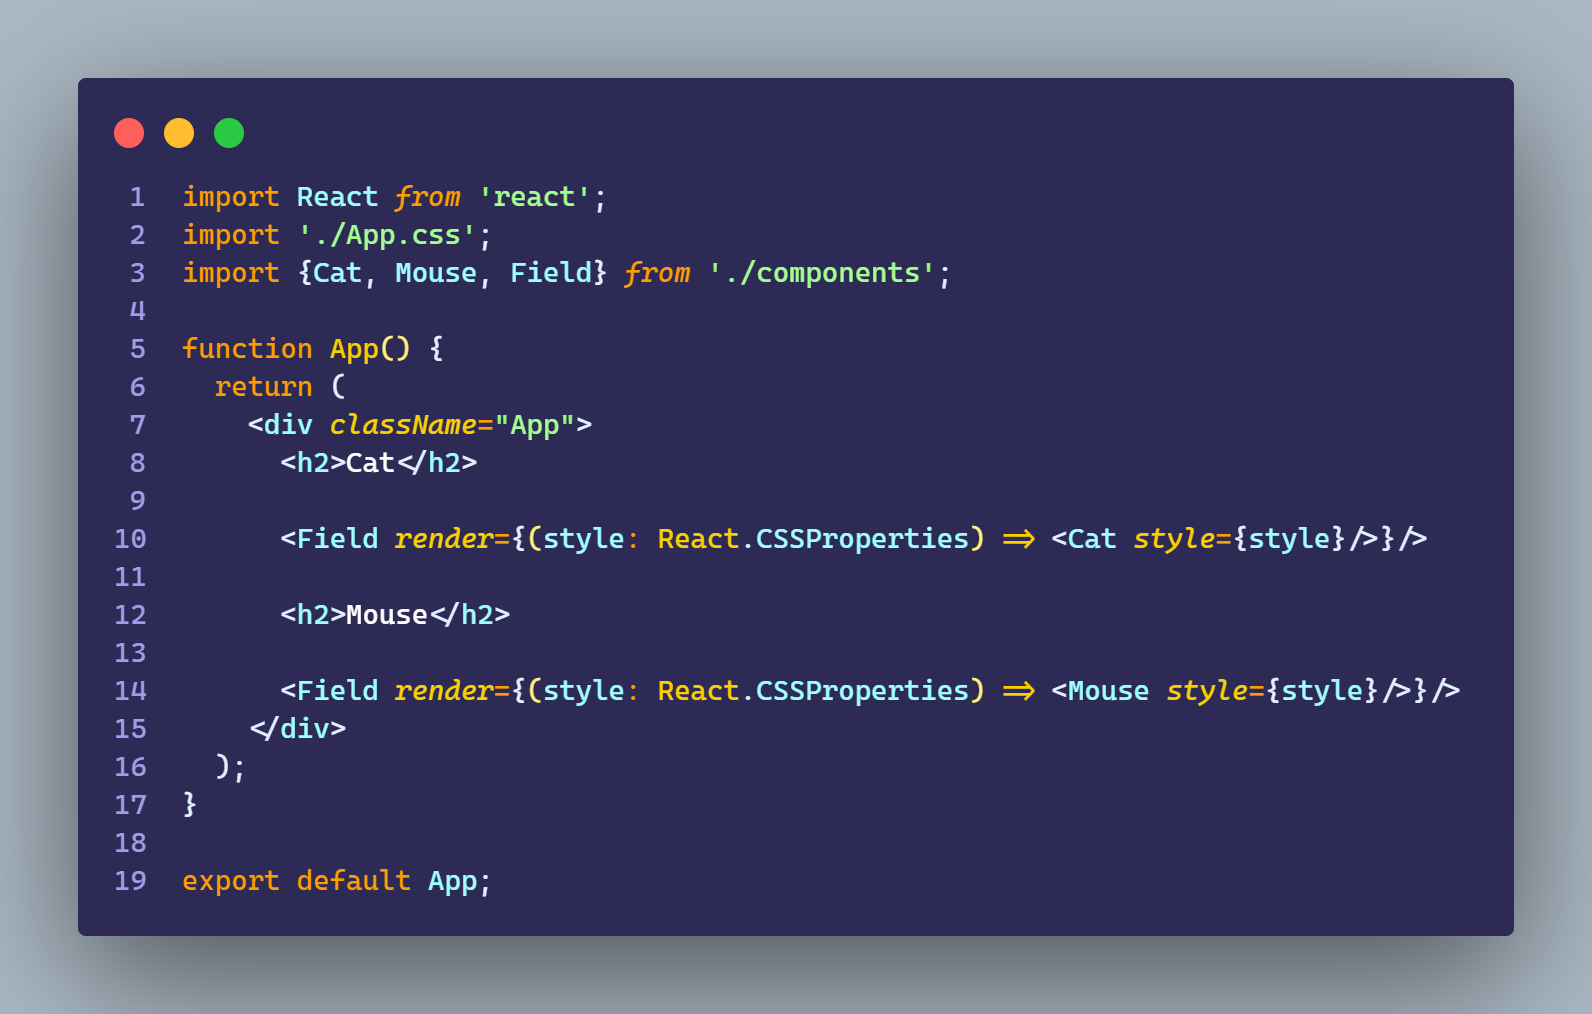 1 import React from 'react';
2 import './App.css';
3 import {Cat, Mouse, Field} from './components';
4
5 function App() {
6   return (
7     <div className="App">
8       <h2>Cat</h2>
9
10       <Field render={(style: React.CSSProperties) => <Cat style={style}/>}/>
11
12       <h2>Mouse</h2>
13
14       <Field render={(style: React.CSSProperties) => <Mouse style={style}/>}/>
15     </div>
16   );
17 }
18
19 export default App;